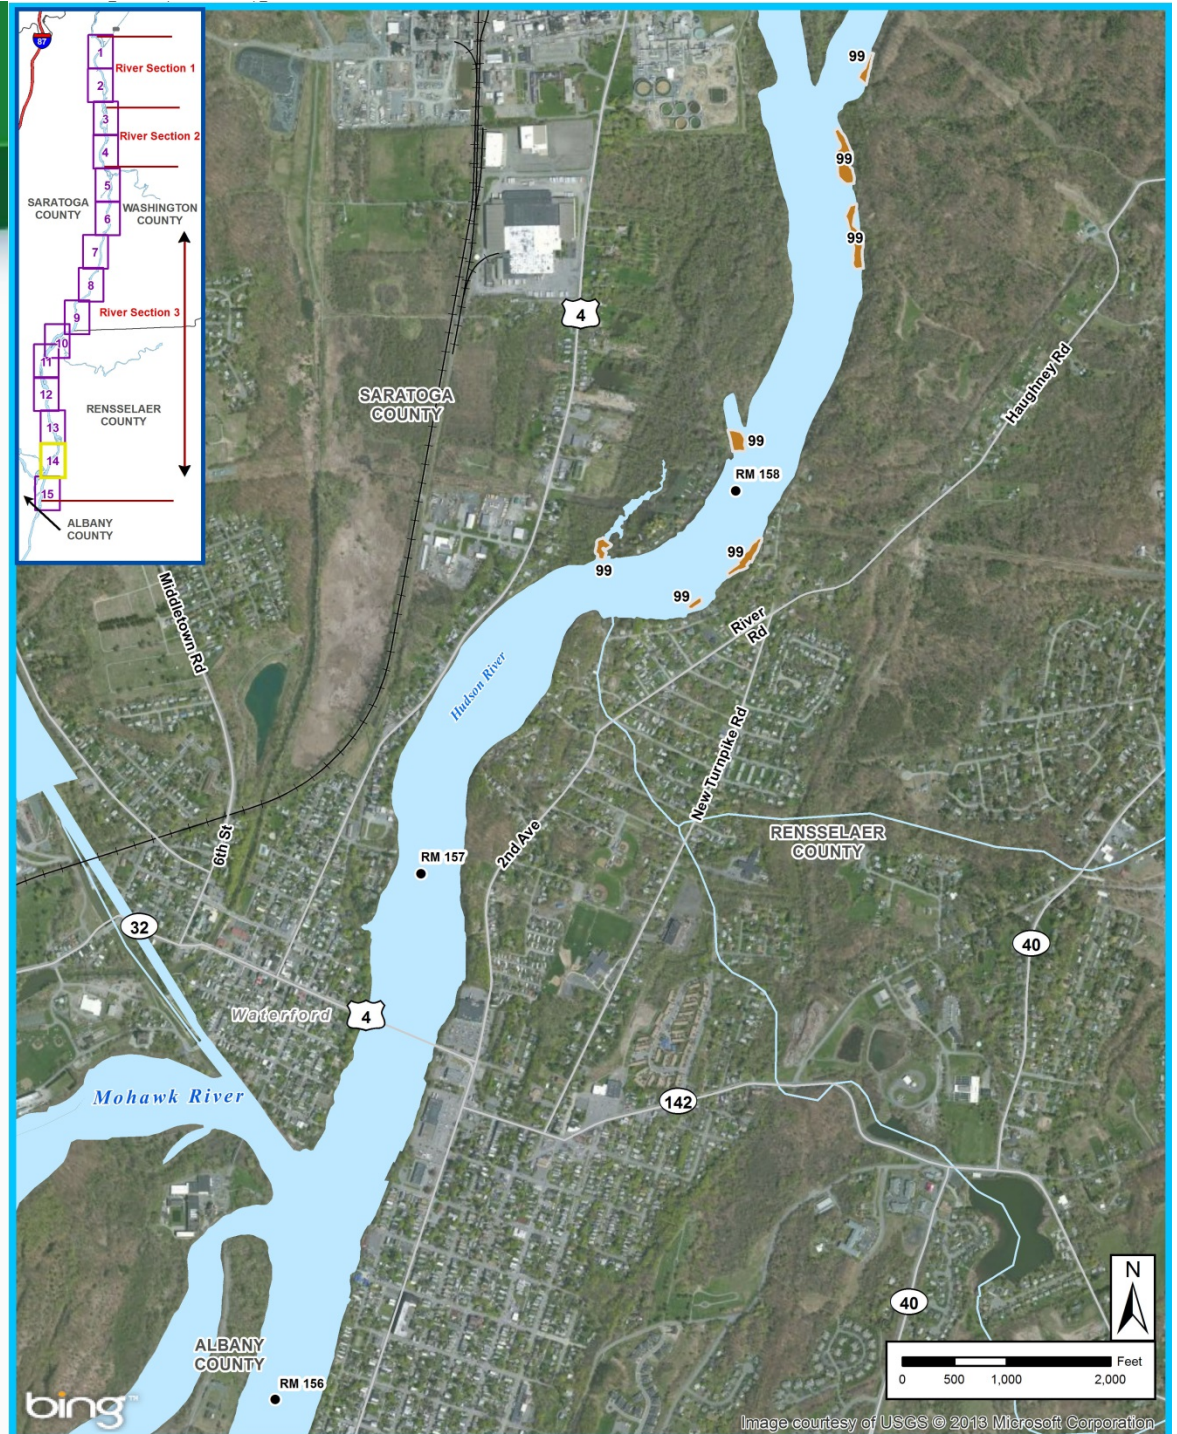 87
1
River Section 1
2
3
River Section 2
4
5
SARATOGA
COUNTY
WASHINGTON
COUNTY
6
7
8
River Section 3
9
10
11
12
RENSSELAER
COUNTY
13
14
15
ALBANY
COUNTY
99
99
99
4
Haughney Rd
SARATOGA
COUNTY
99
RM 158
99
99
99
Middletown Rd
River
Rd
Hudson River
New Turnpike Rd
6th St
2nd Ave
RENSSELAER
COUNTY
RM 157
32
40
Waterford
4
Mohawk River
142
N
40
ALBANY
COUNTY
Feet
0 500 1,000 2,000
RM 156
bing™
Image courtesy of USGS © 2013 Microsoft Corporation